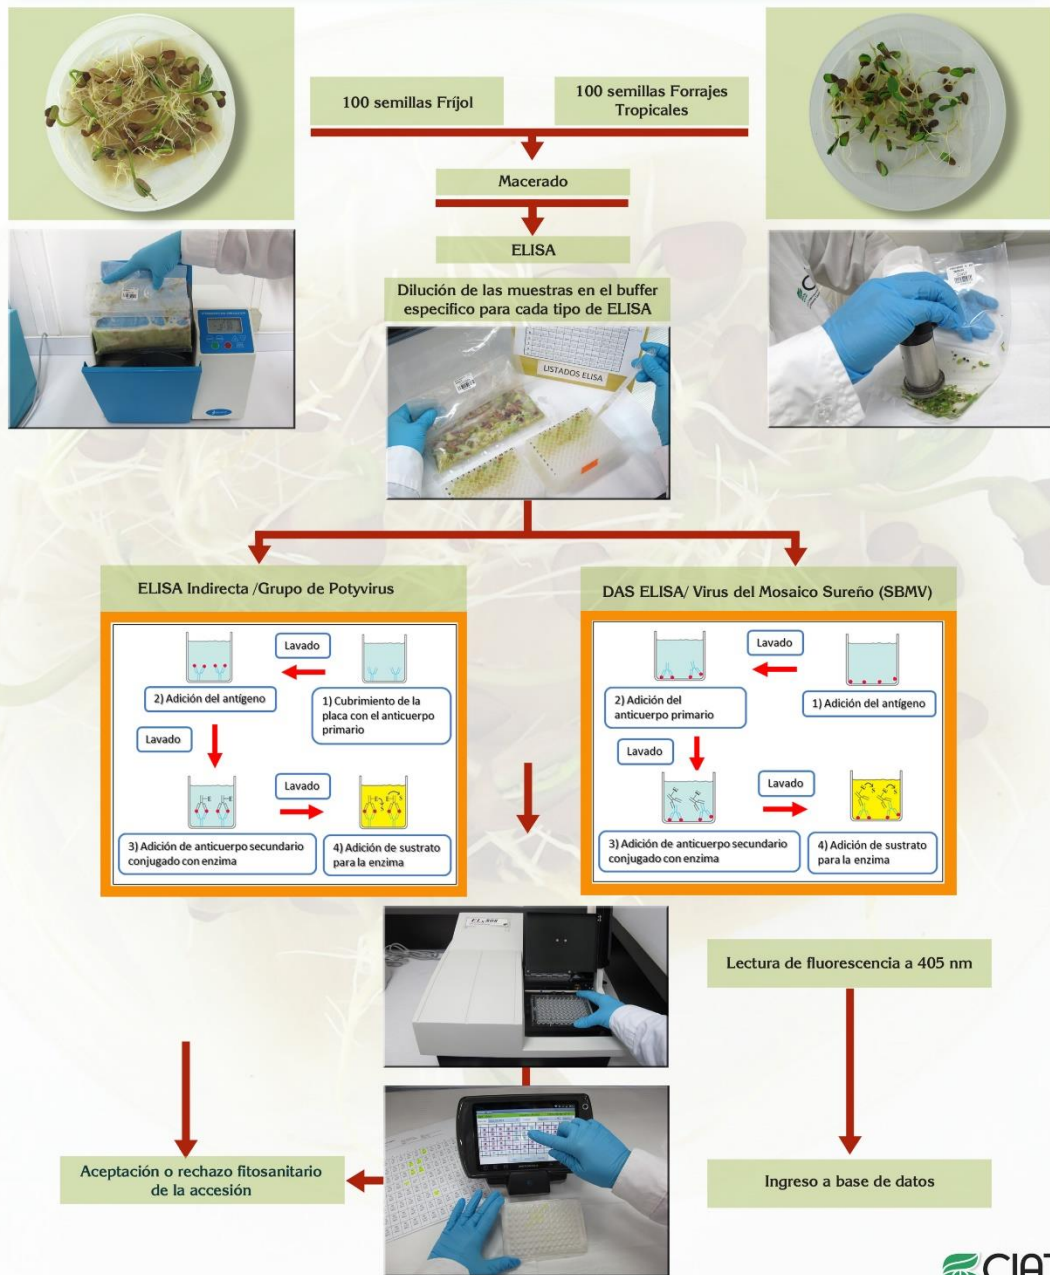 100 semillas Fríjol
100 semillas Forrajes
Tropicales
Macerado
ELISA
Dilución de las muestras en el buffer
especifico para cada tipo de ELISA
LISTADOS ELISA
ELISA Indirecta /Grupo de Potyvirus
Lavado
2) Adición del antígeno
1) Cubrimiento de la
placa con el anticuerpo
primario
Lavado
Lavado
3) Adición de anticuerpo secundario
conjugado con enzima
4) Adición de sustrato
para la enzima
DAS ELISA/ Virus del Mosaico Sureño (SBMV)
Lavado
2) Adición del
anticuerpo primario
1) Adición del antígeno
Lavado
Lavado
3) Adición de anticuerpo secundario
conjugado con enzima
4) Adición de sustrato
para la enzima
Lectura de fluorescencia a 405 nm
Aceptación o rechazo fitosanitario
de la accesión
Ingreso a base de datos
CIAT